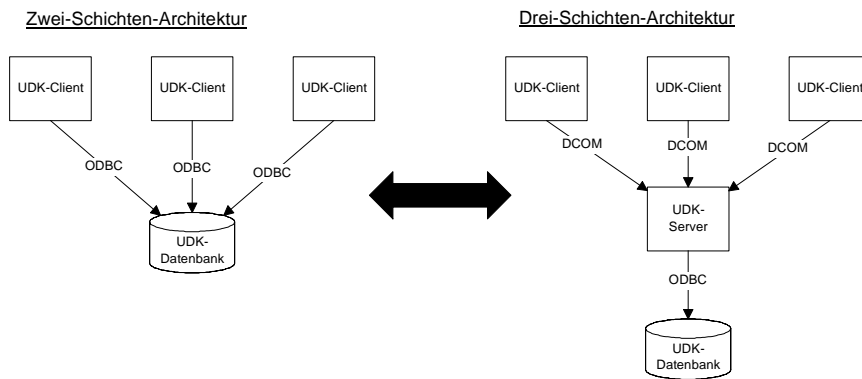 Zwei-Schichten-Architektur
UDK-Client
UDK-Client
UDK-Client
ODBC
ODBC
ODBC
UDK-
Datenbank
Drei-Schichten-Architektur
UDK-Client
UDK-Client
UDK-Client
DCOM
DCOM
DCOM
UDK-
Server
ODBC
UDK-
Datenbank